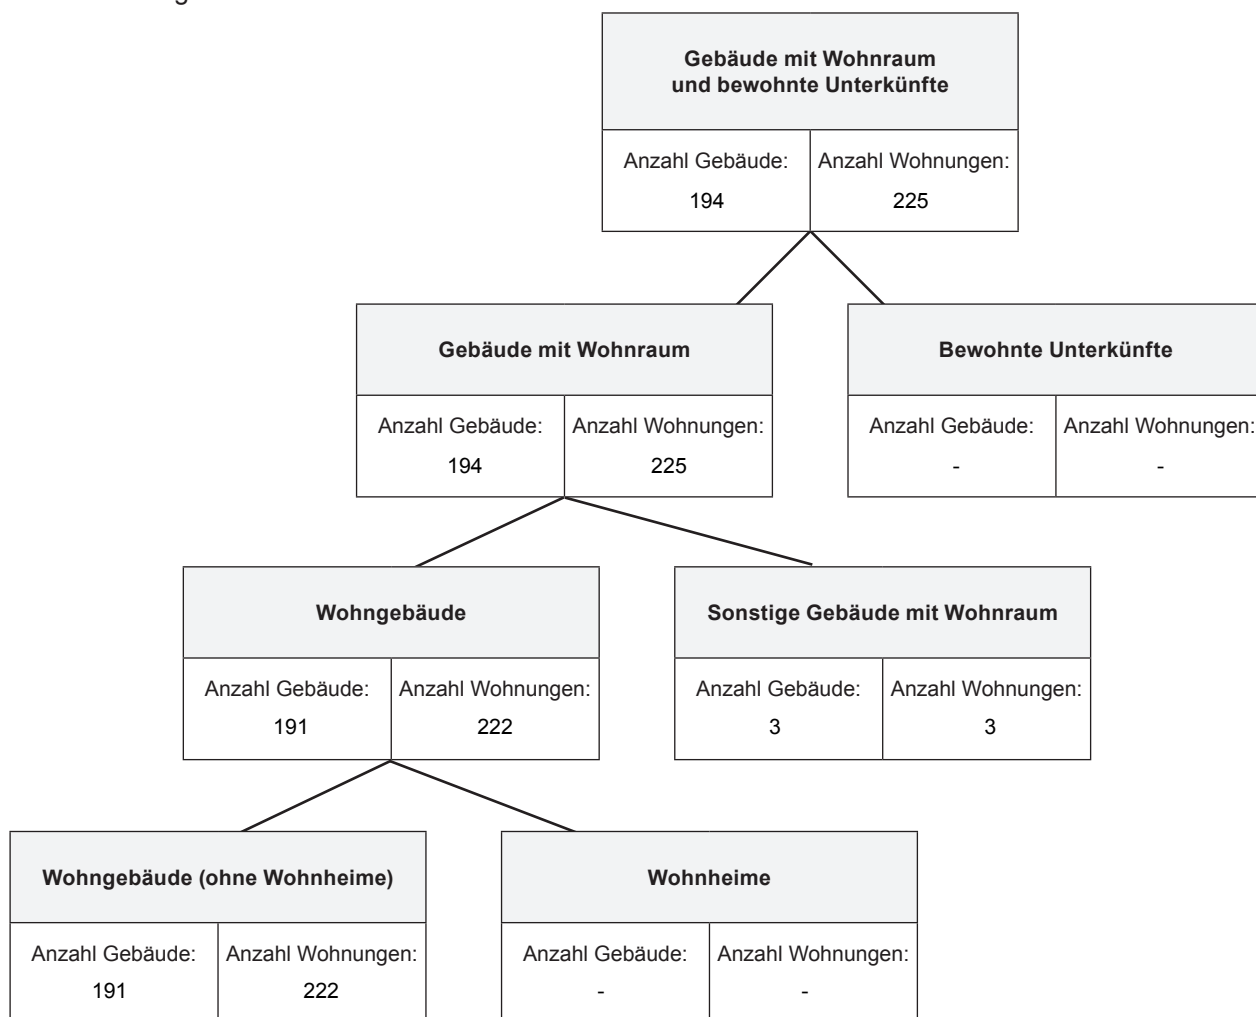 Gebäude mit Wohnraum
und bewohnte Unterkünfte
Anzahl Gebäude: Anzahl Wohnungen:
194 225
Gebäude mit Wohnraum
Anzahl Gebäude: Anzahl Wohnungen:
194 225
Bewohnte Unterkünfte
Anzahl Gebäude: Anzahl Wohnungen:
- -
Wohngebäude
Anzahl Gebäude: Anzahl Wohnungen:
191 222
Sonstige Gebäude mit Wohnraum
Anzahl Gebäude: Anzahl Wohnungen:
3 3
Wohngebäude (ohne Wohnheime)
Anzahl Gebäude: Anzahl Wohnungen:
191 222
Wohnheime
Anzahl Gebäude: Anzahl Wohnungen:
- -